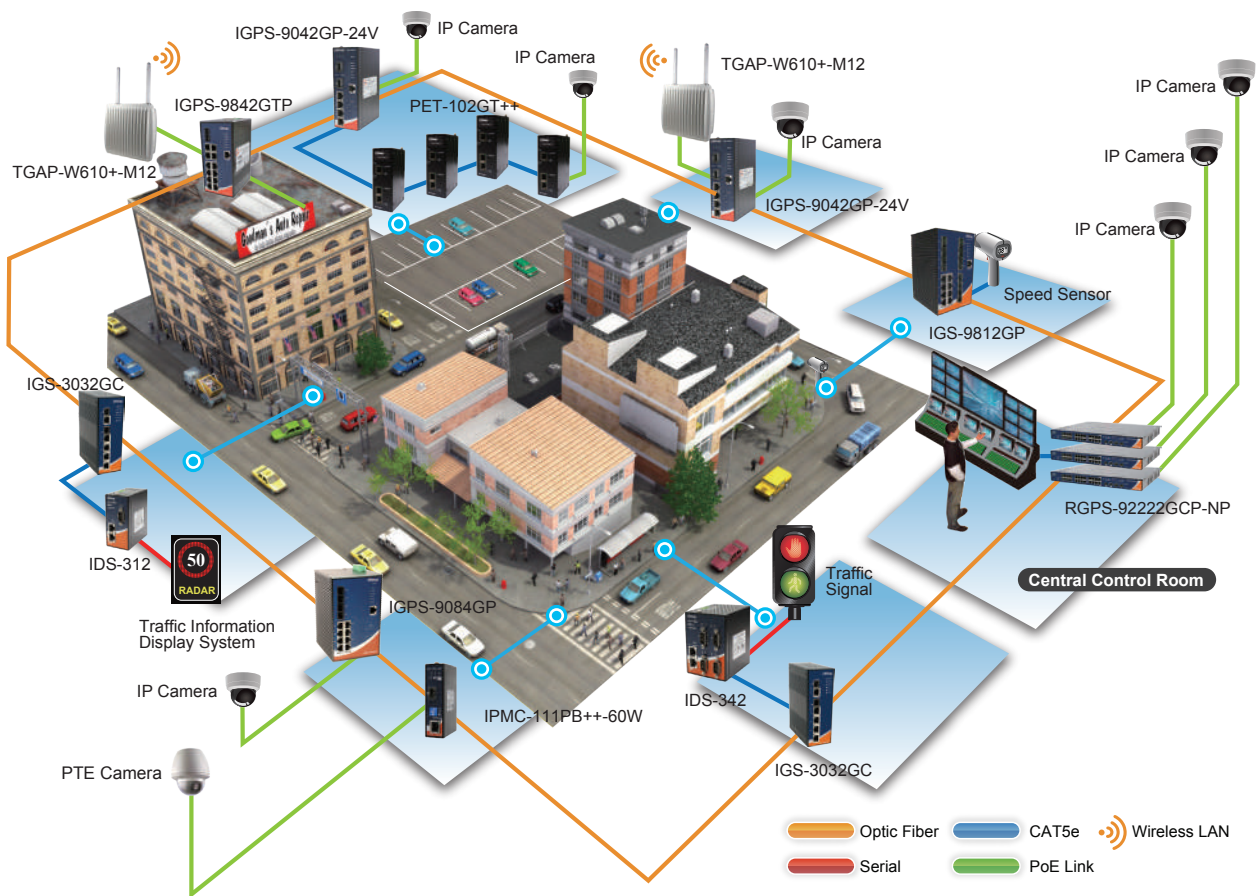 IGPS-9042GP-24V
IP Camera
IP Camera
TGAP-W610+-M12
IP Camera
IGPS-9842GTP
PET-102GT++
IP Camera
IP Camera
TGAP-W610+-M12
IGPS-9042GP-24V
IP Camera
Goodman's Auto Repair
Speed Sensor
IGS-9812GP
IGS-3032GC
RGPS-92222GCP-NP
IDS-312
50
RADAR
Traffic
Signal
Central Control Room
IGPS-9084GP
Traffic Information
Display System
IP Camera
IPMC-111PB++-60W
IDS-342
PTE Camera
IGS-3032GC
Optic Fiber
CAT5e
Wireless LAN
Serial
PoE Link